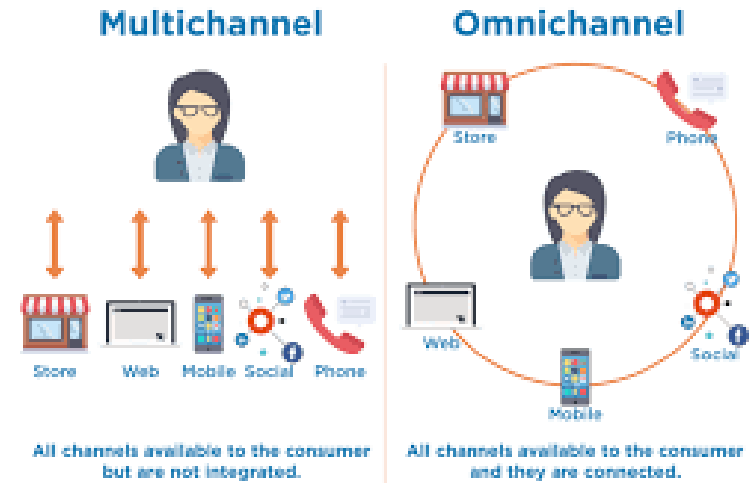 Multichannel
Omnichannel
Store
Web
Mobile
Social
Phone
All channels available to the consumer
but are not integrated.
Store
Phone
Web
Social
Mobile
All channels available to the consumer
and they are connected.